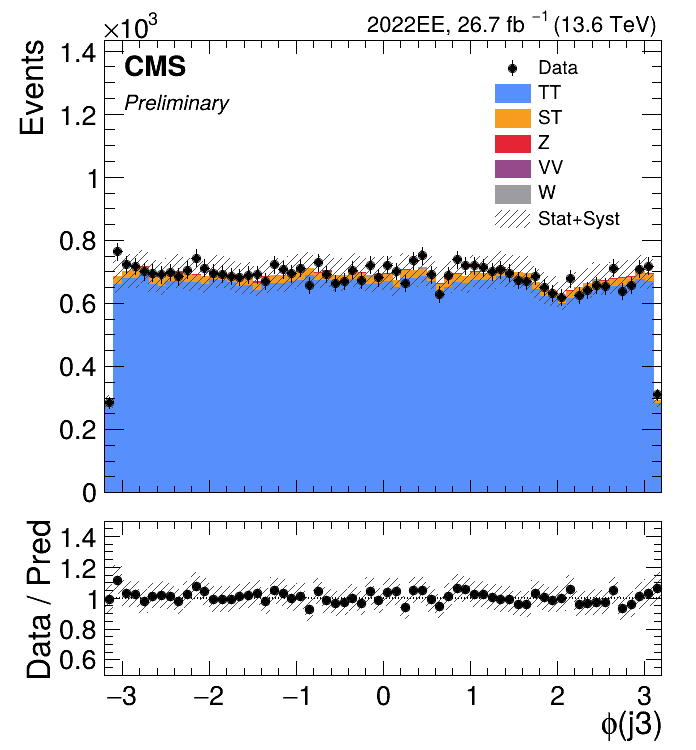 ×10³
2022EE, 26.7 fb ⁻¹ (13.6 TeV)
CMS
Preliminary
Data
TT
ST
Z
VV
W
Stat+Syst
Events
1.4
1.2
1
0.8
0.6
0.4
0.2
0
Data / Pred
1.4
1.2
1
0.8
0.6
−3 −2 −1 0 1 2 3
ϕ(j3)